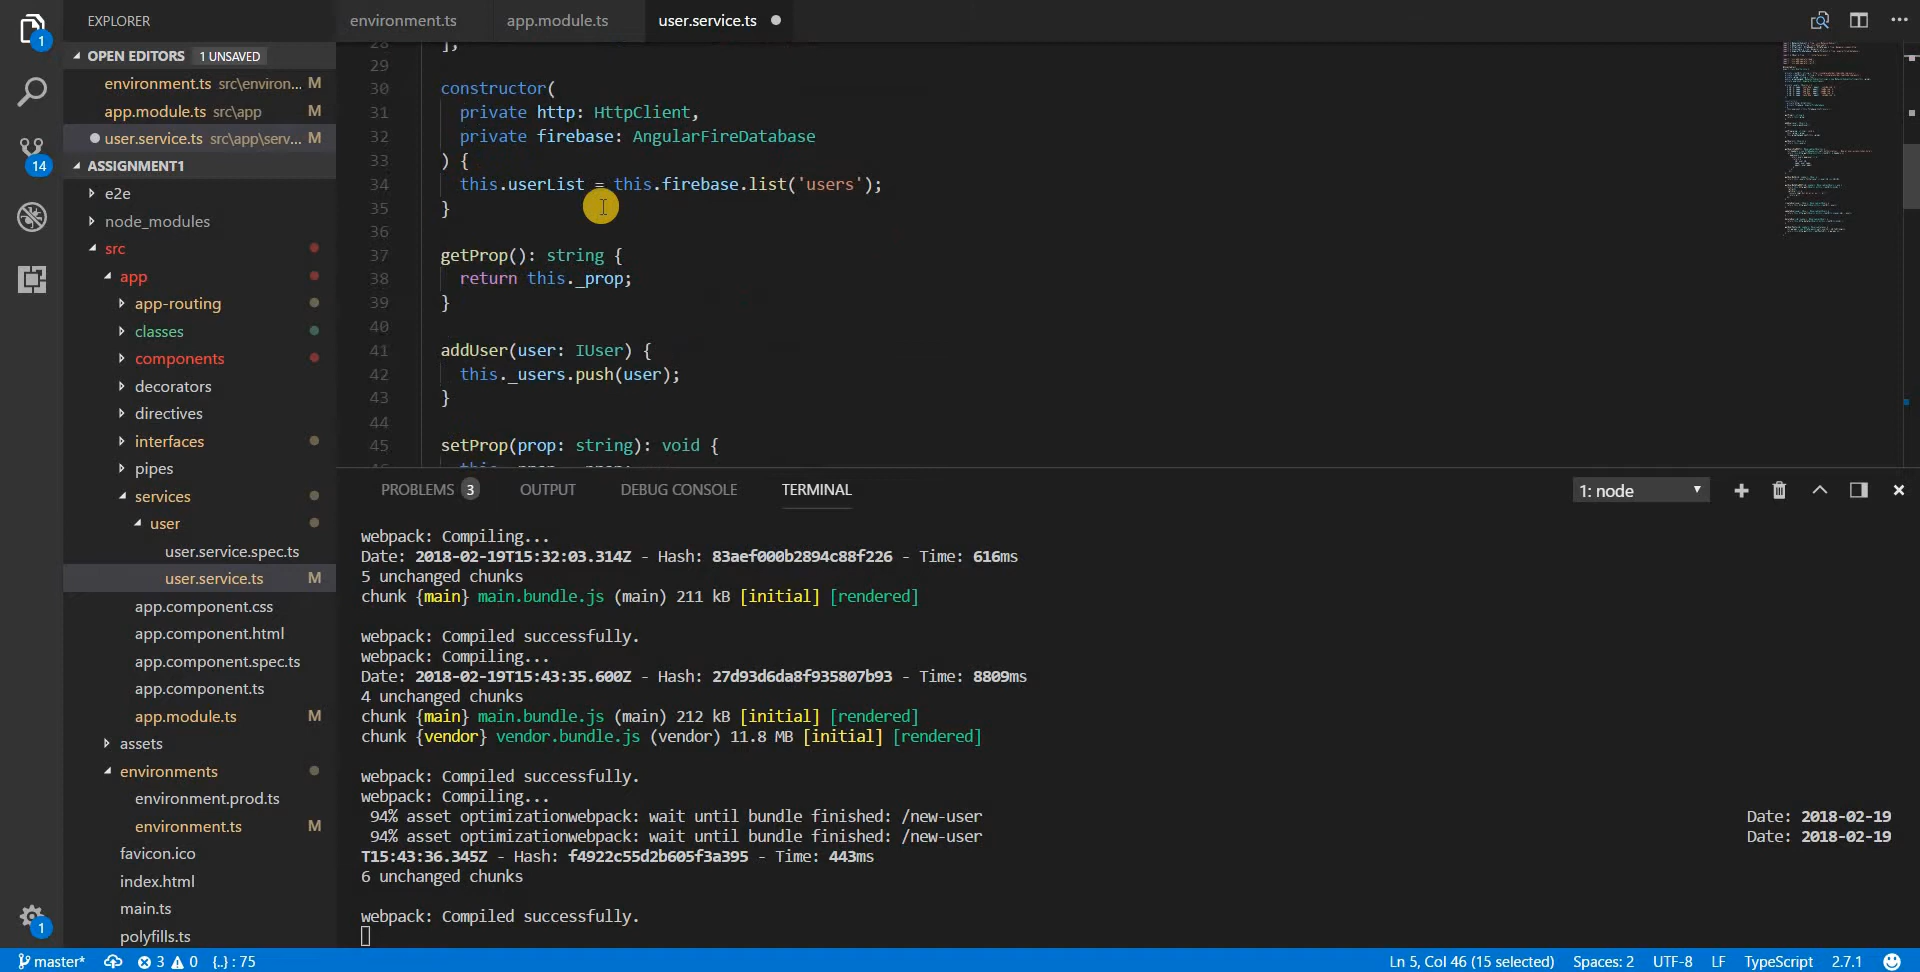 EXPLORER
environment.ts
app.module.ts
user.service.ts
1
OPEN EDITORS 1 UNSAVED
environment.ts src\environ... M
app.module.ts src\app M
user.service.ts src\app\serv... M
14
ASSIGNMENT1
e2e
node_modules
src
app
app-routing
classes
components
decorators
directives
interfaces
pipes
services
user
user.service.spec.ts
user.service.ts M
app.component.css
app.component.html
app.component.spec.ts
app.component.ts
app.module.ts M
assets
environments
environment.prod.ts
environment.ts M
favicon.ico
index.html
main.ts
polyfills.ts
1
28 ];
29
30 constructor(
31 private http: HttpClient,
32 private firebase: AngularFireDatabase
33 ) {
34 this.userList = this.firebase.list('users');
35 }
36
37 getProp(): string {
38 return this._prop;
39 }
40
41 addUser(user: IUser) {
42 this._users.push(user);
43 }
44
45 setProp(prop: string): void {
PROBLEMS 3 OUTPUT DEBUG CONSOLE TERMINAL 1: node
webpack: Compiling...
Date: 2018-02-19T15:32:03.314Z - Hash: 83aef000b2894c88f226 - Time: 616ms
5 unchanged chunks
chunk {main} main.bundle.js (main) 211 kB [initial] [rendered]
webpack: Compiled successfully.
webpack: Compiling...
Date: 2018-02-19T15:43:35.600Z - Hash: 27d93d6da8f935807b93 - Time: 8809ms
4 unchanged chunks
chunk {main} main.bundle.js (main) 212 kB [initial] [rendered]
chunk {vendor} vendor.bundle.js (vendor) 11.8 MB [initial] [rendered]
webpack: Compiled successfully.
webpack: Compiling...
94% asset optimizationwebpack: wait until bundle finished: /new-user Date: 2018-02-19
94% asset optimizationwebpack: wait until bundle finished: /new-user Date: 2018-02-19
T15:43:36.345Z - Hash: f4922c55d2b605f3a395 - Time: 443ms
6 unchanged chunks
webpack: Compiled successfully.
master* 3 0 {..} : 75 Ln 5, Col 46 (15 selected) Spaces: 2 UTF-8 LF TypeScript 2.7.1